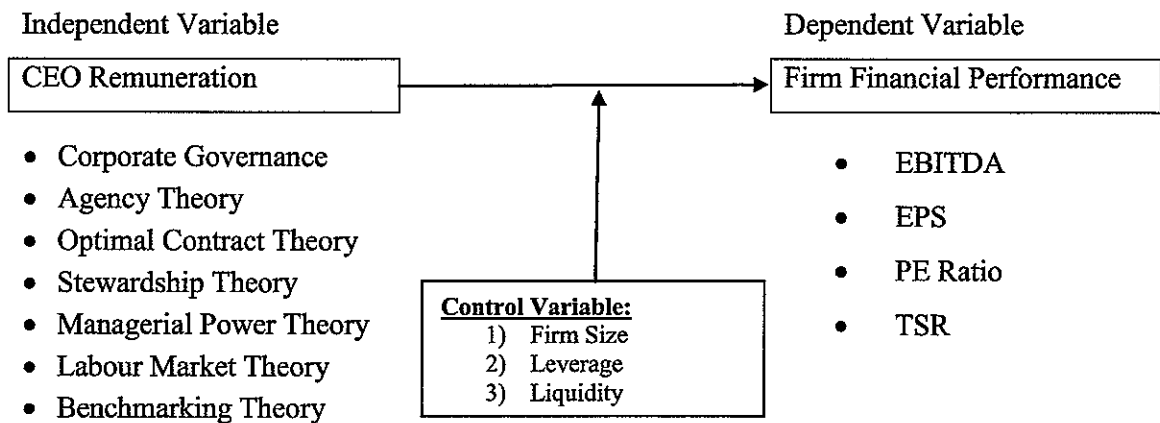 Independent Variable
Dependent Variable
CEO Remuneration
Firm Financial Performance
• Corporate Governance
• Agency Theory
• Optimal Contract Theory
• Stewardship Theory
• Managerial Power Theory
• Labour Market Theory
• Benchmarking Theory
Control Variable:
1) Firm Size
2) Leverage
3) Liquidity
• EBITDA
• EPS
• PE Ratio
• TSR